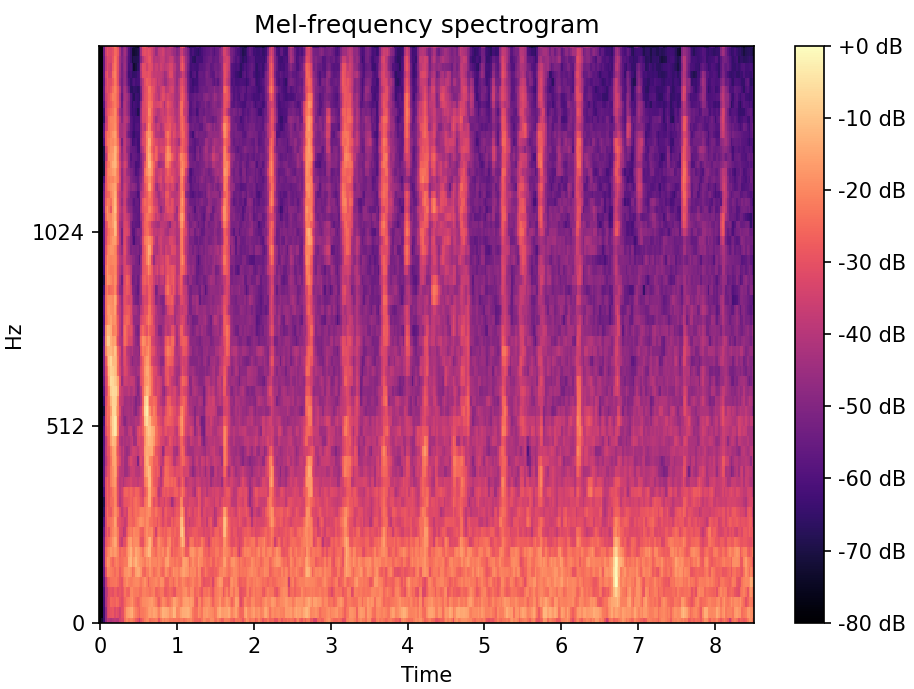 Mel-frequency spectrogram
+0 dB
-10 dB
-20 dB
-30 dB
-40 dB
-50 dB
-60 dB
-70 dB
-80 dB
1024
512
0
Hz
0 1 2 3 4 5 6 7 8
Time